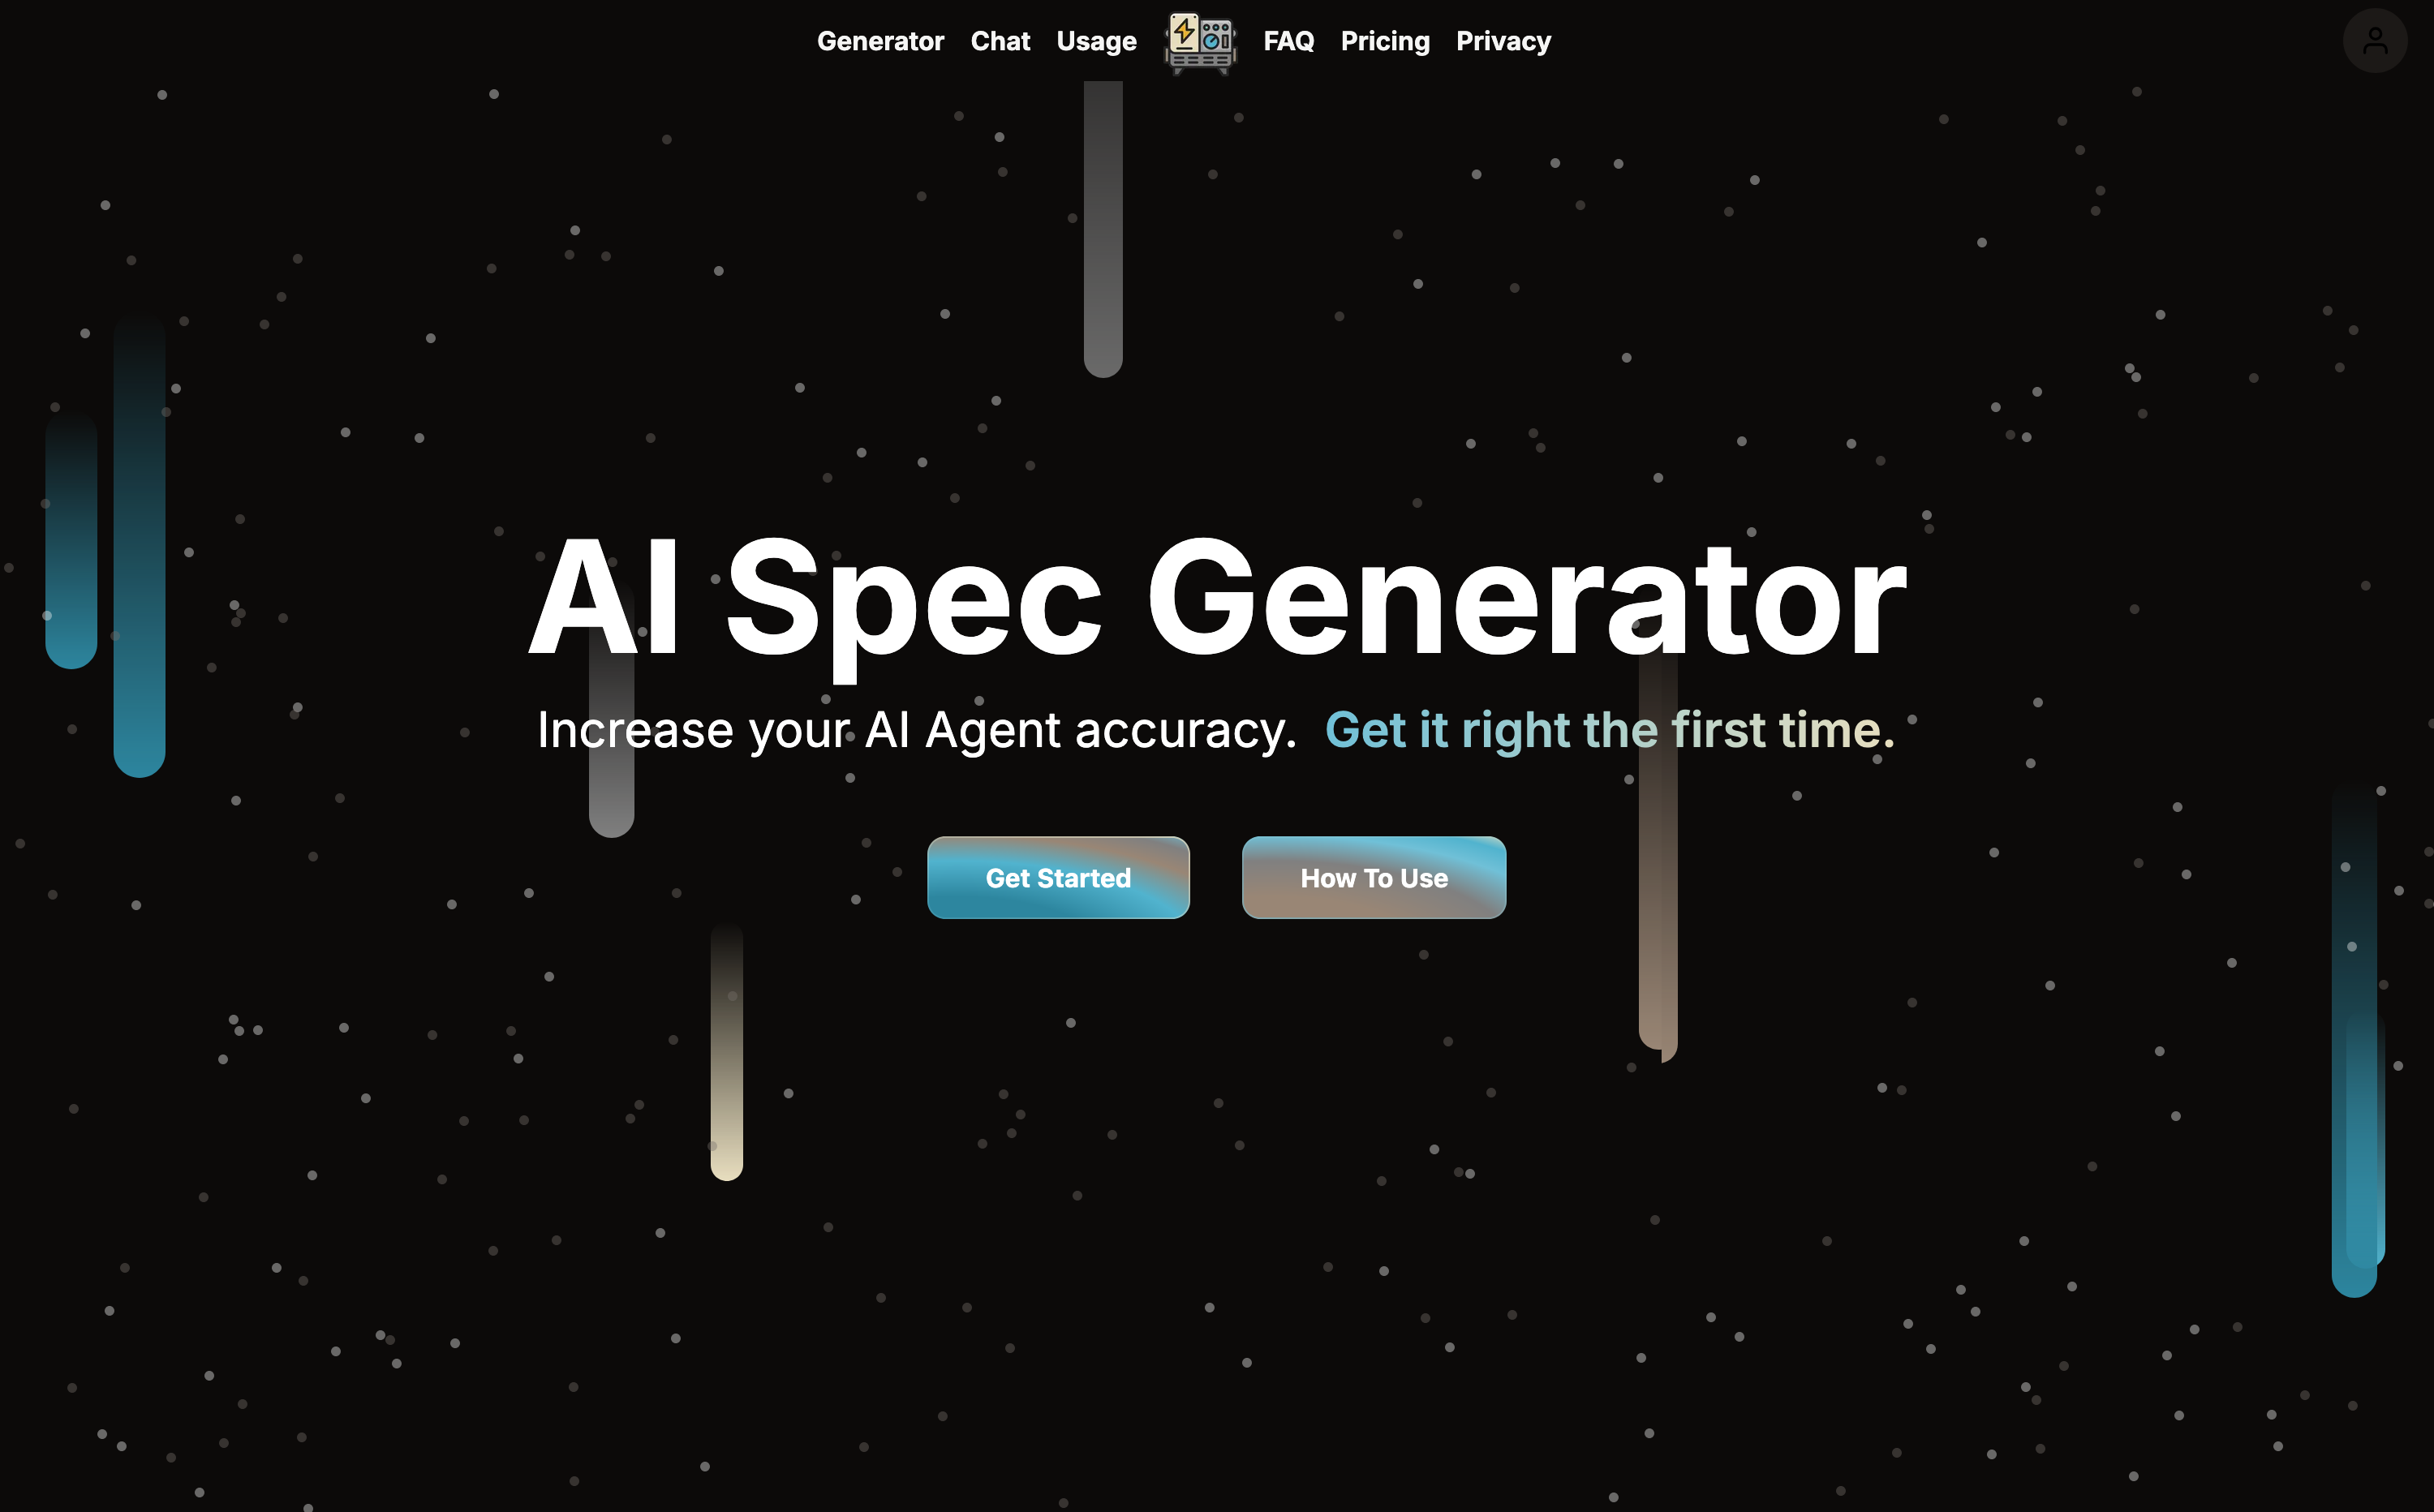 Generator Chat Usage FAQ Pricing Privacy
AI Spec Generator
Increase your AI Agent accuracy. Get it right the first time.
Get Started How To Use